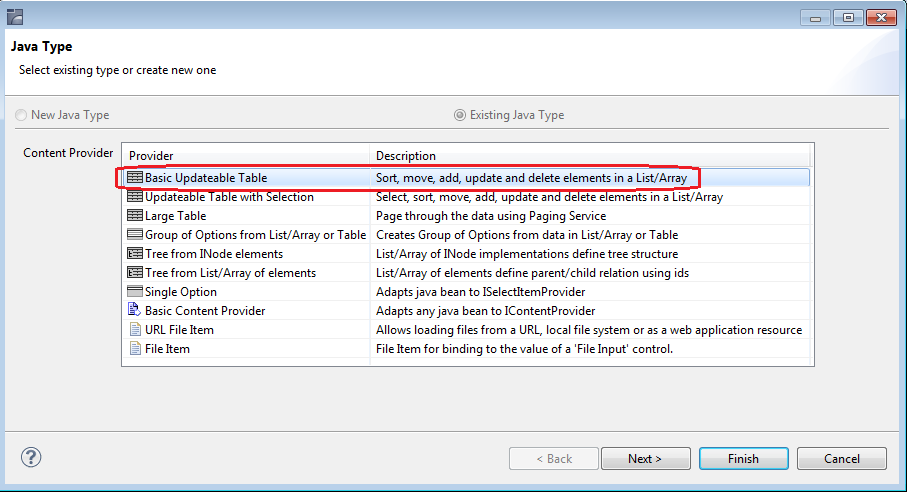 Java Type
Select existing type or create new one
New Java Type Existing Java Type
Content Provider
Provider Description
Basic Updateable Table Sort, move, add, update and delete elements in a List/Array
Updateable Table with Selection Select, sort, move, add, update and delete elements in a List/Array
Large Table Page through the data using Paging Service
Group of Options from List/Array or Table Creates Group of Options from data in List/Array or Table
Tree from INode elements List/Array of INode implementations define tree structure
Tree from List/Array of elements List/Array of elements define parent/child relation using ids
Single Option Adapts java bean to ISelectItemProvider
Basic Content Provider Adapts any java bean to IContentProvider
URL File Item Allows loading files from a URL, local file system or as a web application resource
File Item File Item for binding to the value of a 'File Input' control.
? < Back Next > Finish Cancel